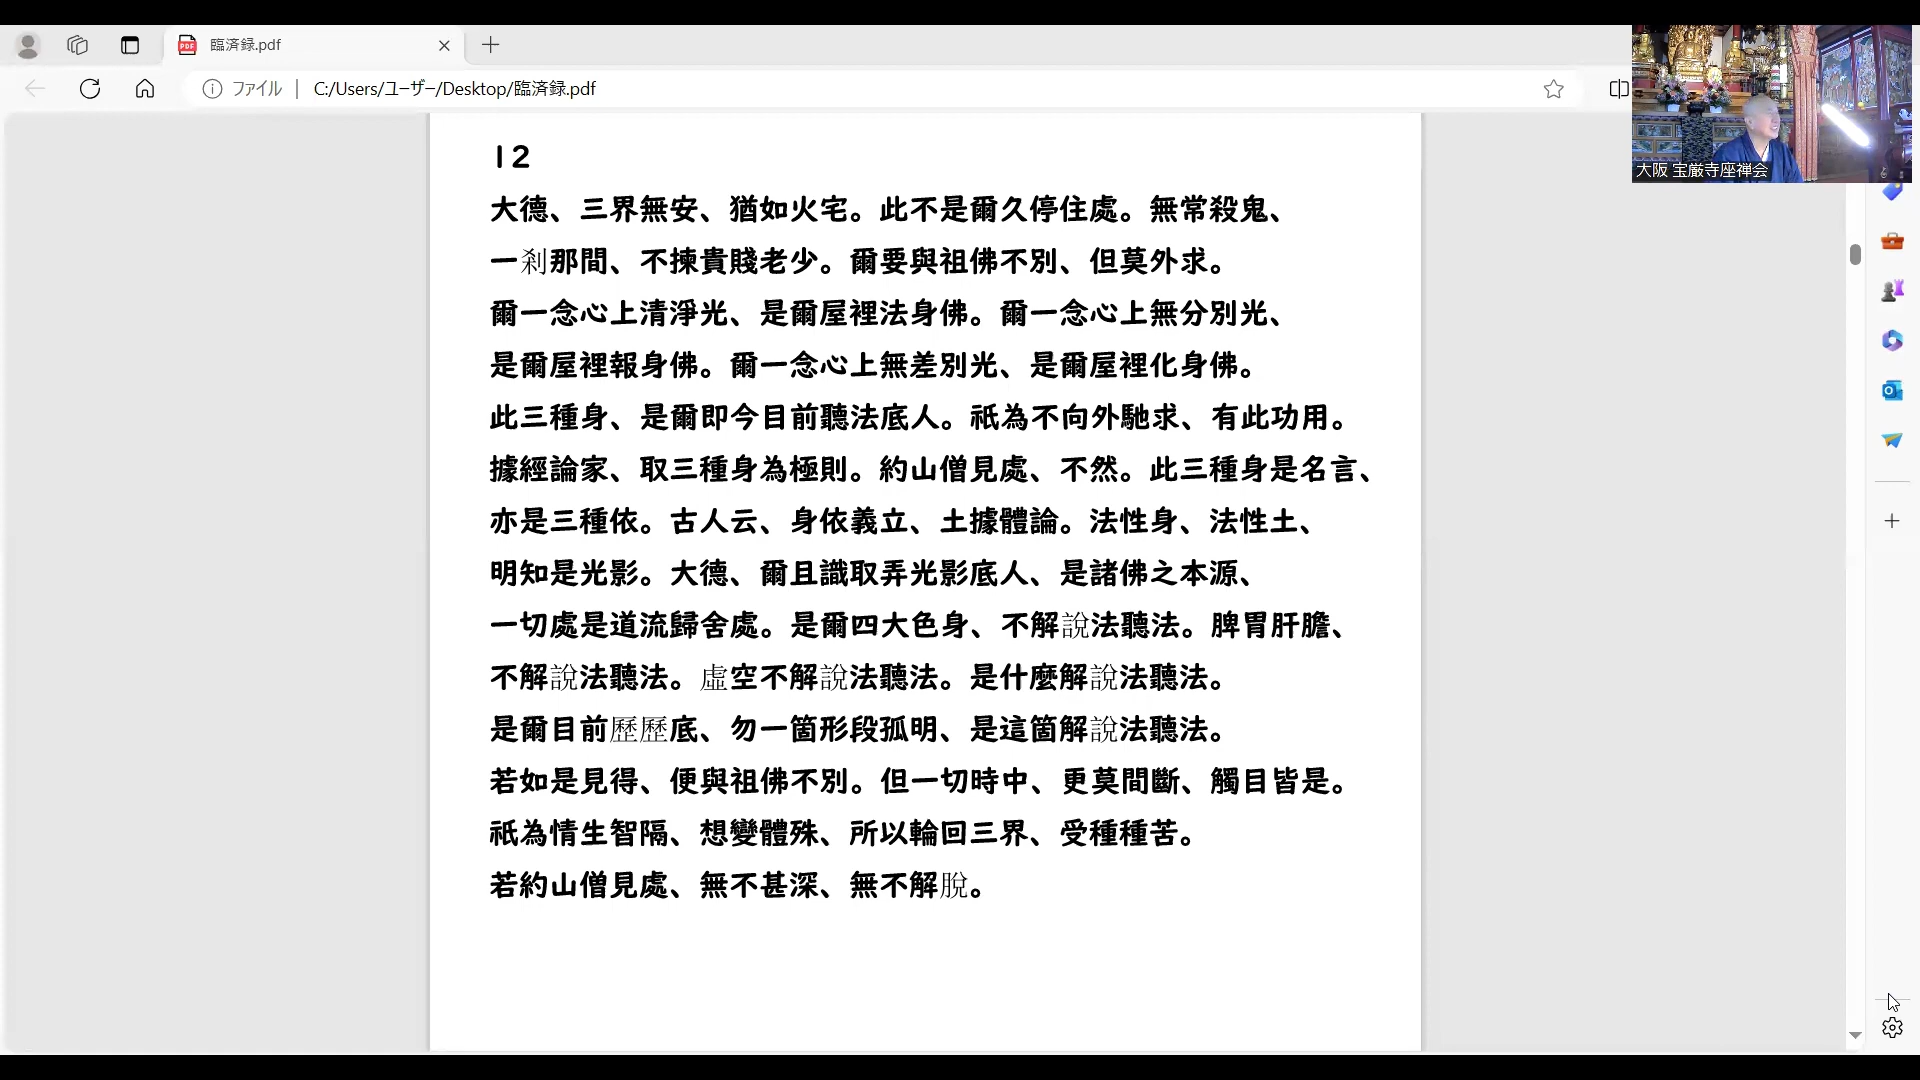 臨済録.pdf
ファイル | C:/Users/ユーザー/Desktop/臨済録.pdf
大阪 宝厳寺座禅会
12
大德、三界無安、猶如火宅。此不是爾久停住處。無常殺鬼、
一剎那間、不揀貴賤老少。爾要與祖佛不別、但莫外求。
爾一念心上清淨光、是爾屋裡法身佛。爾一念心上無分別光、
是爾屋裡報身佛。爾一念心上無差別光、是爾屋裡化身佛。
此三種身、是爾即今目前聽法底人。祇為不向外馳求、有此功用。
據經論家、取三種身為極則。約山僧見處、不然。此三種身是名言、
亦是三種依。古人云、身依義立、土據體論。法性身、法性土、
明知是光影。大德、爾且識取弄光影底人、是諸佛之本源、
一切處是道流歸舍處。是爾四大色身、不解說法聽法。脾胃肝膽、
不解說法聽法。虛空不解說法聽法。是什麼解說法聽法。
是爾目前歷歷底、勿一箇形段孤明、是這箇解說法聽法。
若如是見得、便與祖佛不別。但一切時中、更莫間斷、觸目皆是。
祇為情生智隔、想變體殊、所以輪回三界、受種種苦。
若約山僧見處、無不甚深、無不解脫。